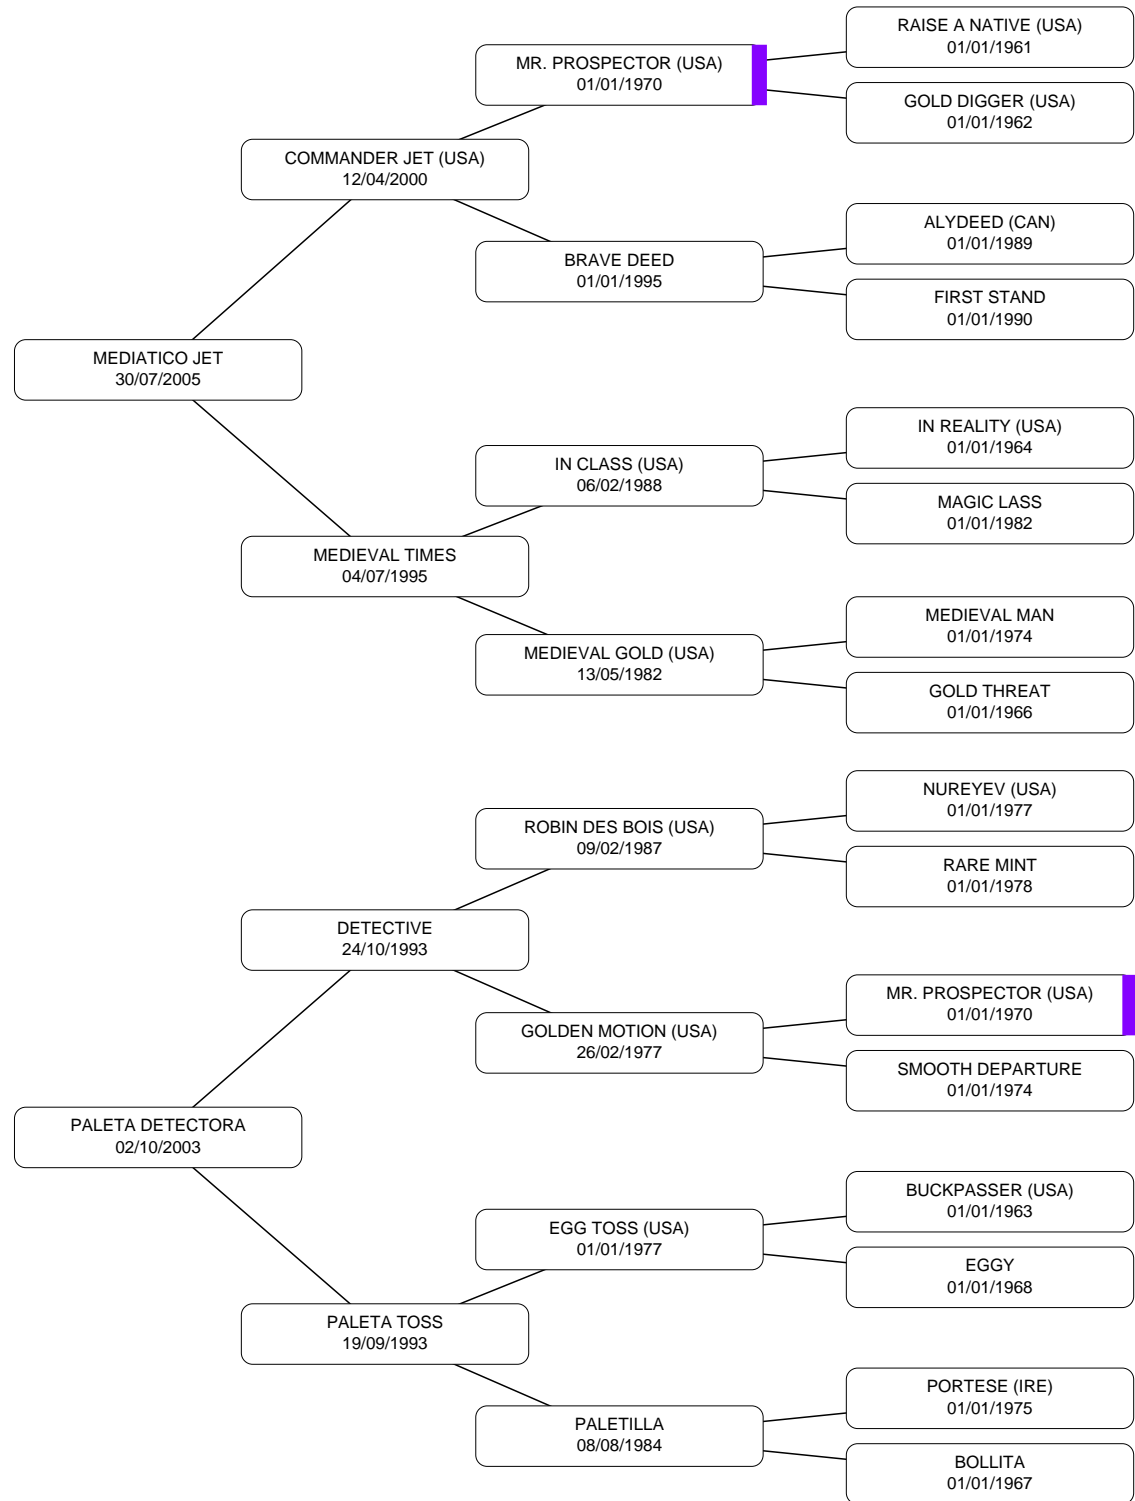 RAISE A NATIVE (USA)
01/01/1961
MR. PROSPECTOR (USA)
01/01/1970
GOLD DIGGER (USA)
01/01/1962
COMMANDER JET (USA)
12/04/2000
ALYDEED (CAN)
01/01/1989
BRAVE DEED
01/01/1995
FIRST STAND
01/01/1990
MEDIATICO JET
30/07/2005
IN REALITY (USA)
01/01/1964
IN CLASS (USA)
06/02/1988
MAGIC LASS
01/01/1982
MEDIEVAL TIMES
04/07/1995
MEDIEVAL MAN
01/01/1974
MEDIEVAL GOLD (USA)
13/05/1982
GOLD THREAT
01/01/1966
NUREYEV (USA)
01/01/1977
ROBIN DES BOIS (USA)
09/02/1987
RARE MINT
01/01/1978
DETECTIVE
24/10/1993
MR. PROSPECTOR (USA)
01/01/1970
GOLDEN MOTION (USA)
26/02/1977
SMOOTH DEPARTURE
01/01/1974
PALETA DETECTORA
02/10/2003
BUCKPASSER (USA)
01/01/1963
EGG TOSS (USA)
01/01/1977
EGGY
01/01/1968
PALETA TOSS
19/09/1993
PORTESE (IRE)
01/01/1975
PALETILLA
08/08/1984
BOLLITA
01/01/1967